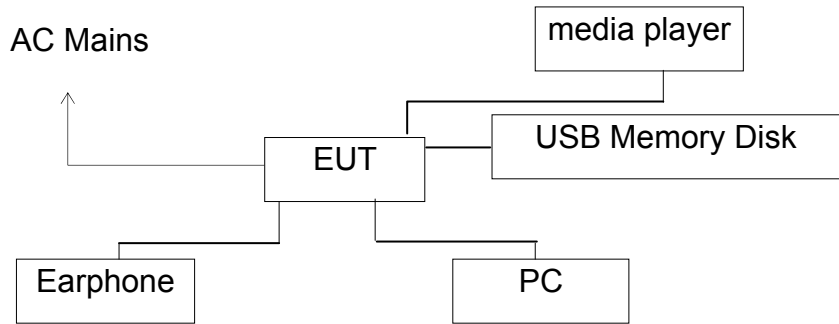 media player
AC Mains
USB Memory Disk
EUT
Earphone
PC